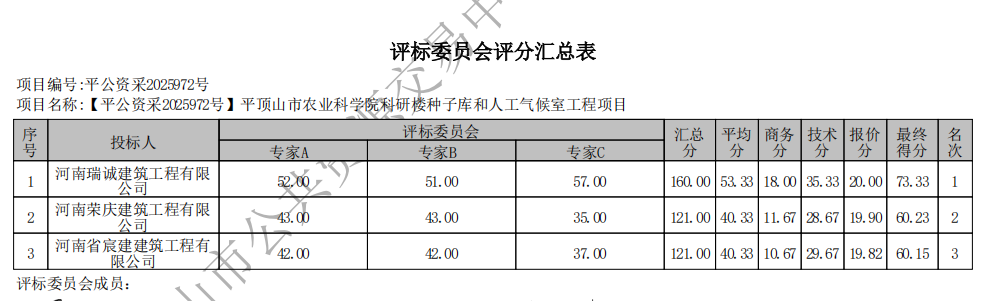 评标委员会评分汇总表
项目编号:平公资采2025972号
项目名称:【平公资采2025972号】平顶山市农业科学院科研楼种子库和人工气候室工程项目
序号 投标人 评标委员会 汇总分 平均分 商务分 技术分 报价分 最终得分 名次
专家A 专家B 专家C
1 河南瑞诚建筑工程有限公司 52.00 51.00 57.00 160.00 53.33 18.00 35.33 20.00 73.33 1
2 河南荣庆建筑工程有限公司 43.00 43.00 35.00 121.00 40.33 11.67 28.67 19.90 60.23 2
3 河南省宸建建筑工程有限公司 42.00 42.00 37.00 121.00 40.33 10.67 29.67 19.82 60.15 3
评标委员会成员:
山市公共资源交易中